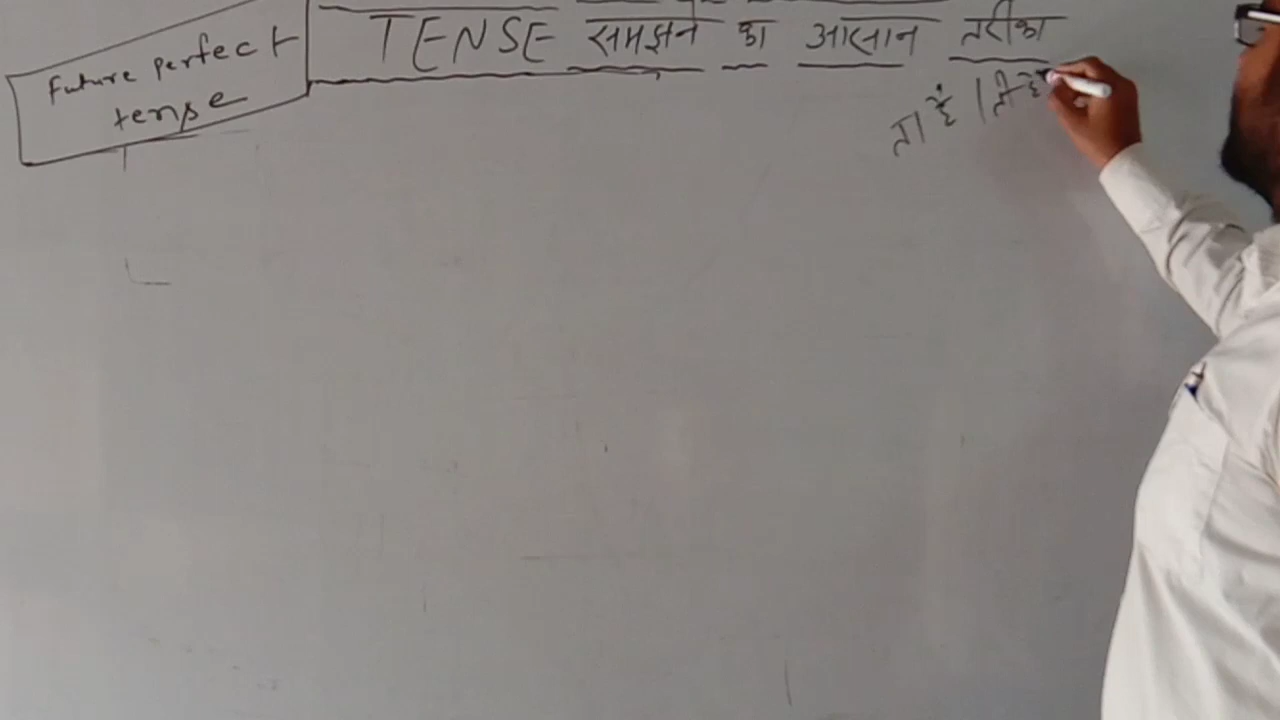 Future perfect
tense
TENSE समझने का आसान तरीका
ता है । ती है